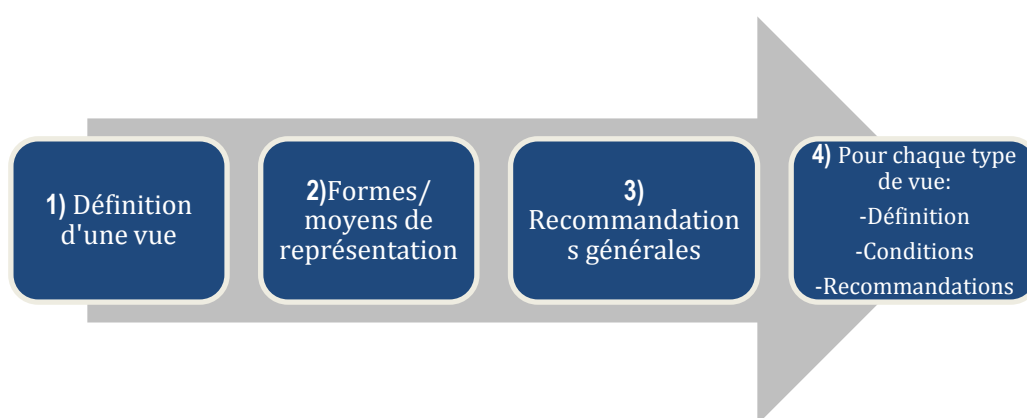 1) Définition
d'une vue
2)Formes/
moyens de
représentation
3)
Recommandation
s générales
4) Pour chaque type
de vue:
-Définition
-Conditions
-Recommandations